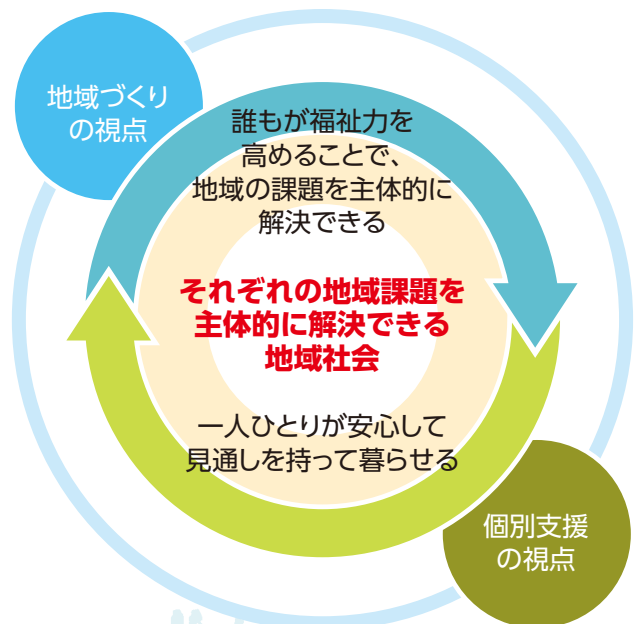 地域づくり
の視点
誰もが福祉力を
高めることで、
地域の課題を主体的に
解決できる
それぞれの地域課題を
主体的に解決できる
地域社会
一人ひとりが安心して
見通しを持って暮らせる
個別支援
の視点